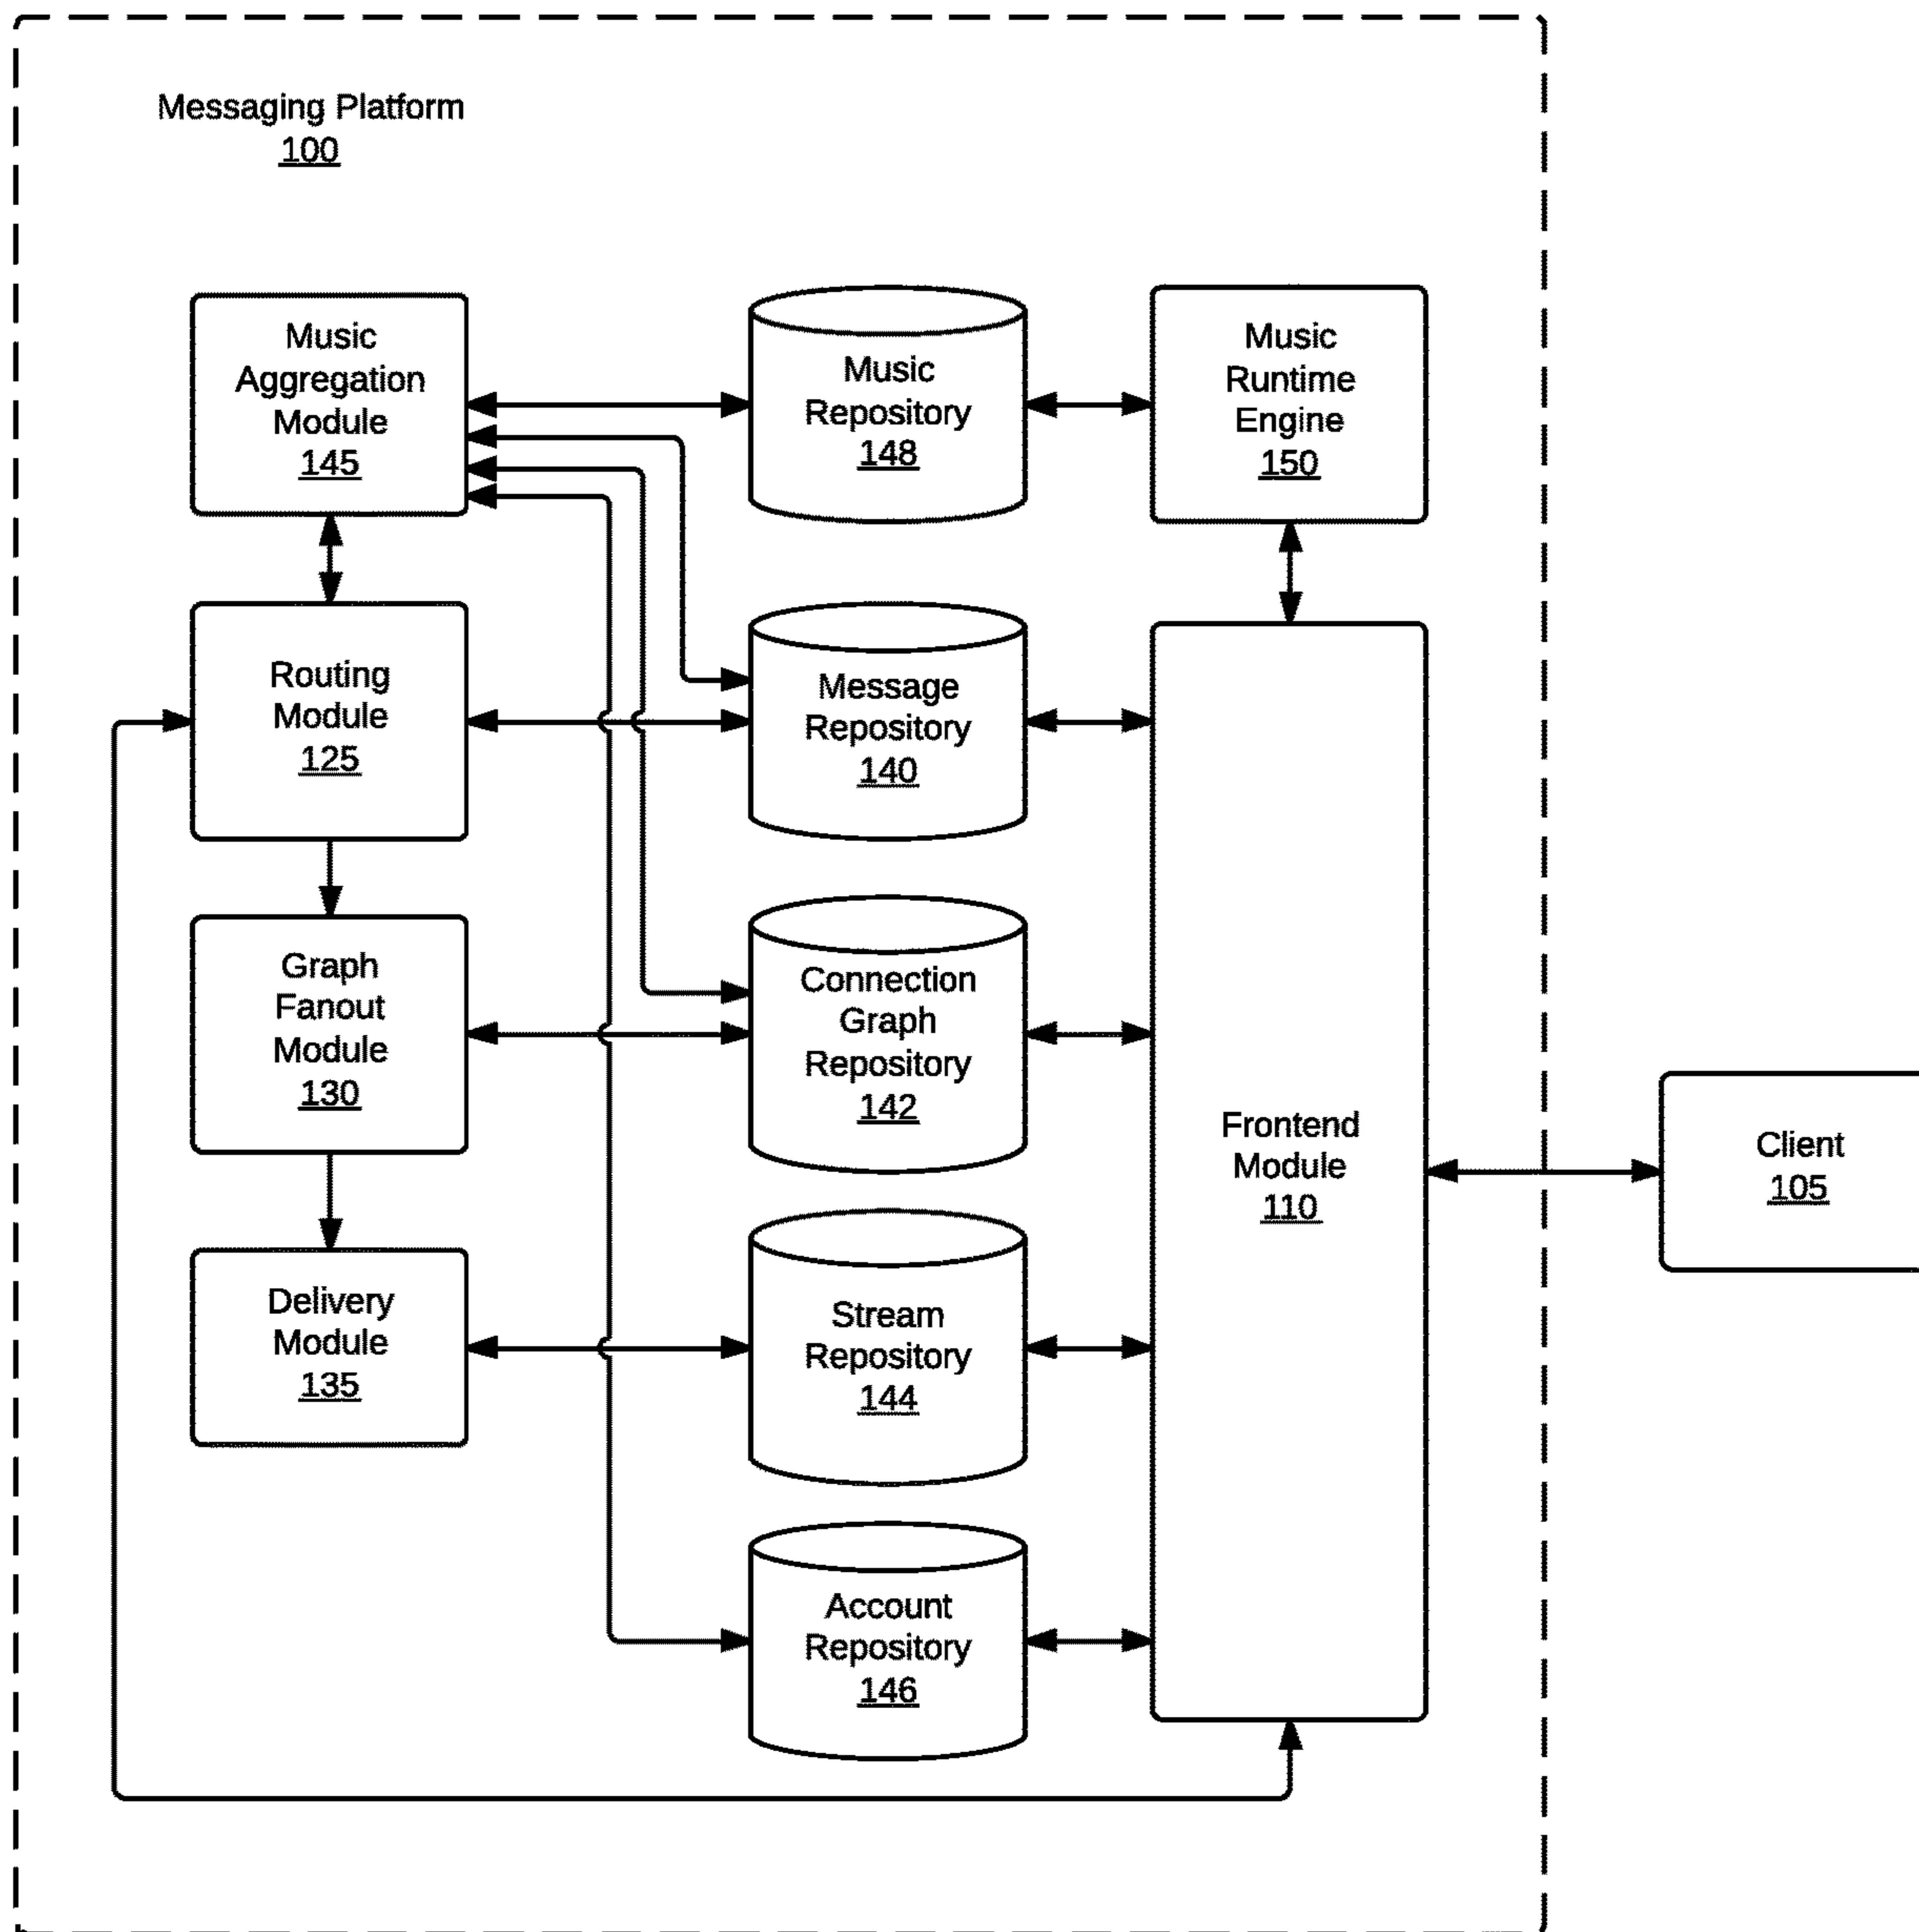 Messaging Platform
100
Music
Aggregation
Module
145
Music
Repository
148
Music
Runtime
Engine
150
Routing
Module
125
Message
Repository
140
Graph
Fanout
Module
130
Connection
Graph
Repository
142
Frontend
Module
110
Client
105
Delivery
Module
135
Stream
Repository
144
Account
Repository
146